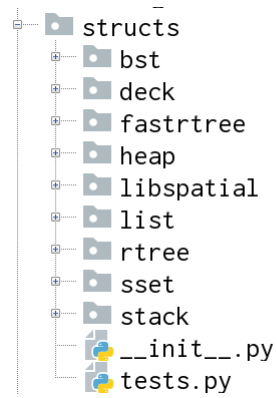 structs
bst
deck
fastrtree
heap
libspatial
list
rtree
sset
stack
__init__.py
tests.py